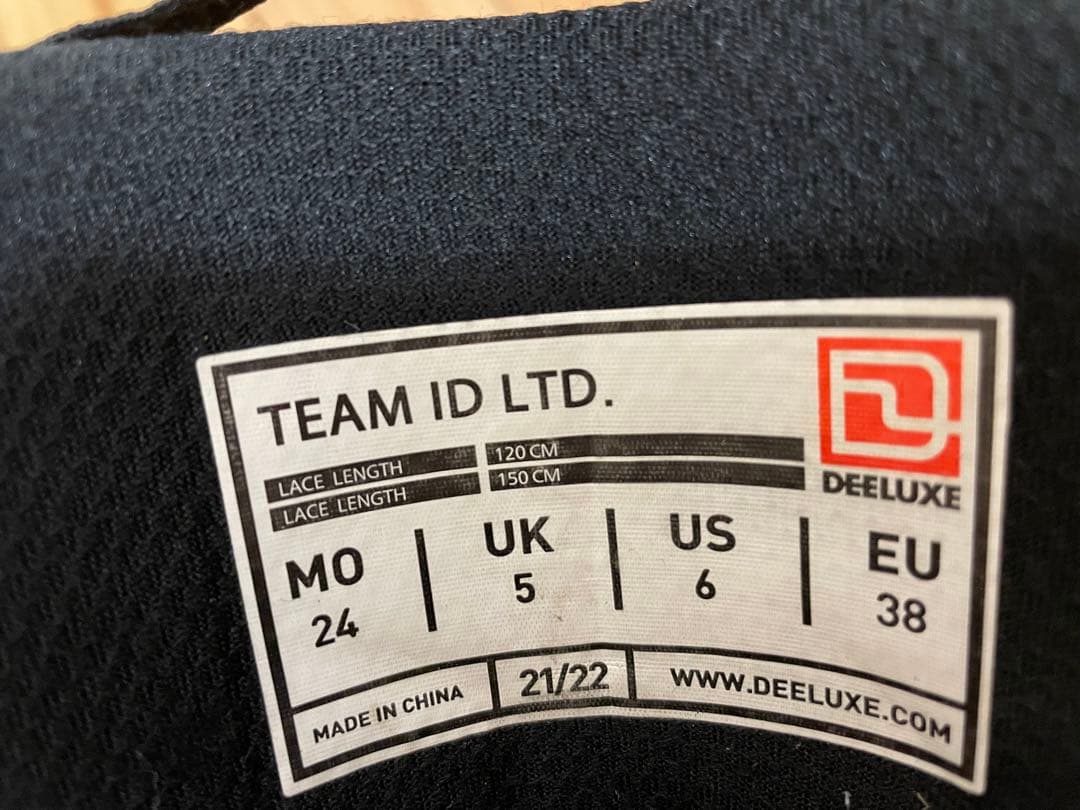 TEAM ID LTD.
LACE LENGTH 120 CM
LACE LENGTH 150 CM
DEELUXE
MO UK US EU
24 5 6 38
MADE IN CHINA 21/22 WWW.DEELUXE.COM